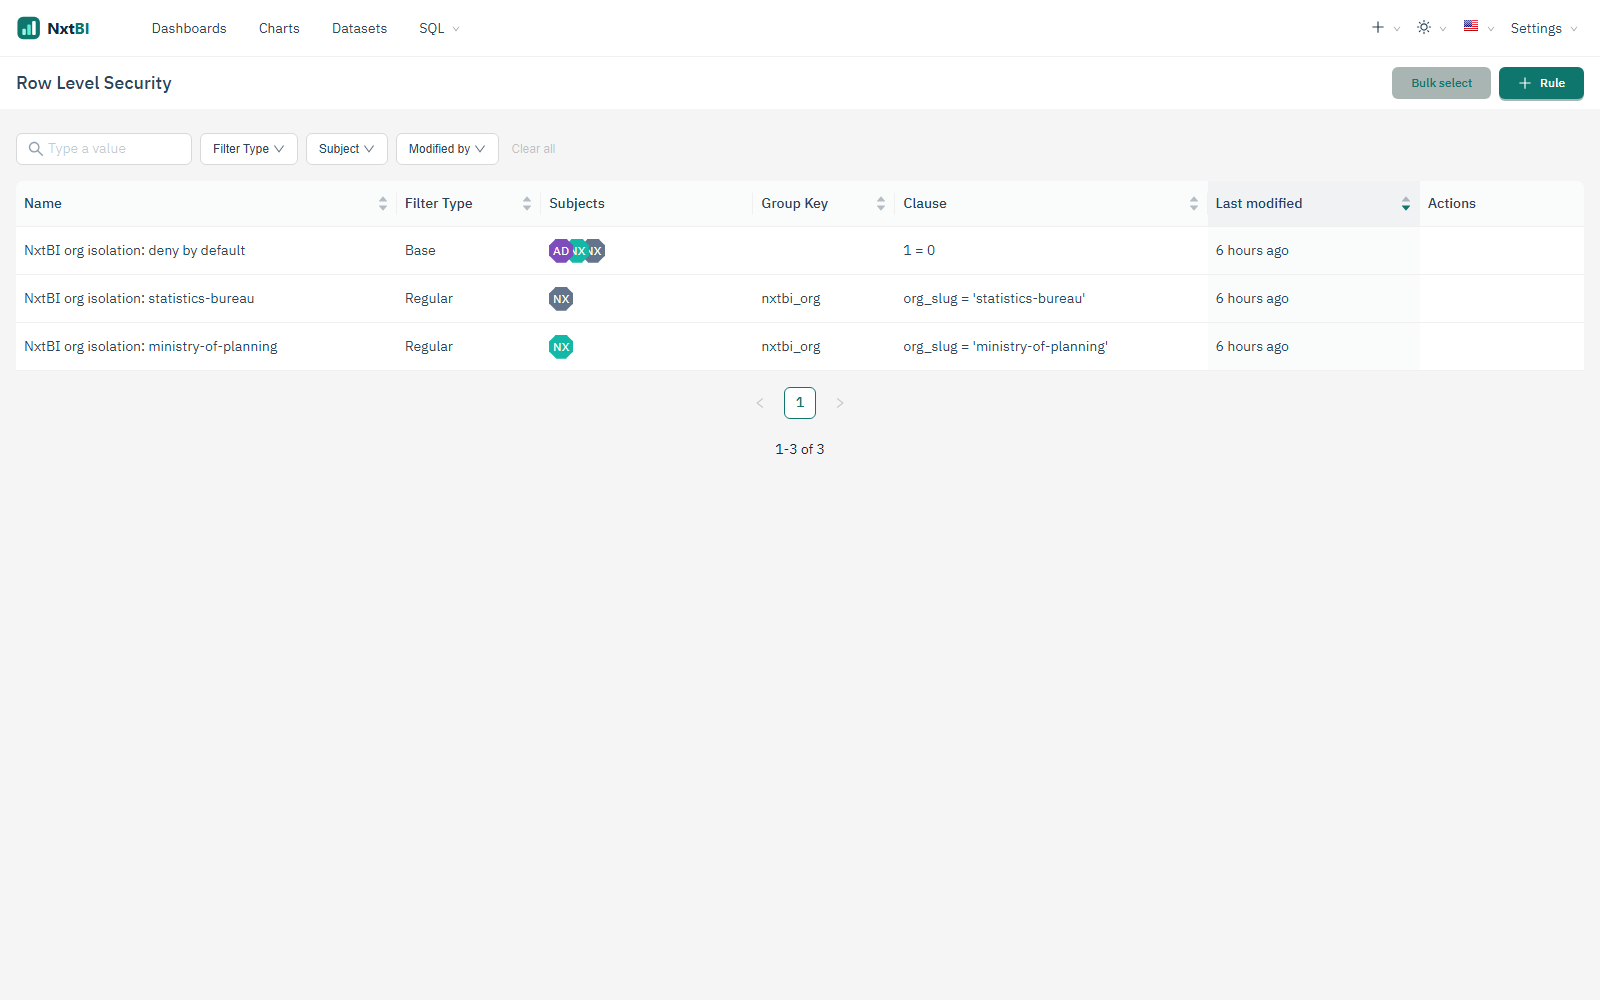 NxtBI Dashboards Charts Datasets SQL Settings
Row Level Security Bulk select + Rule
Type a value Filter Type Subject Modified by Clear all
Name Filter Type Subjects Group Key Clause Last modified Actions
NxtBI org isolation: deny by default Base AD NX NX 1 = 0 6 hours ago
NxtBI org isolation: statistics-bureau Regular NX nxtbi_org org_slug = 'statistics-bureau' 6 hours ago
NxtBI org isolation: ministry-of-planning Regular NX nxtbi_org org_slug = 'ministry-of-planning' 6 hours ago
< 1 >
1-3 of 3